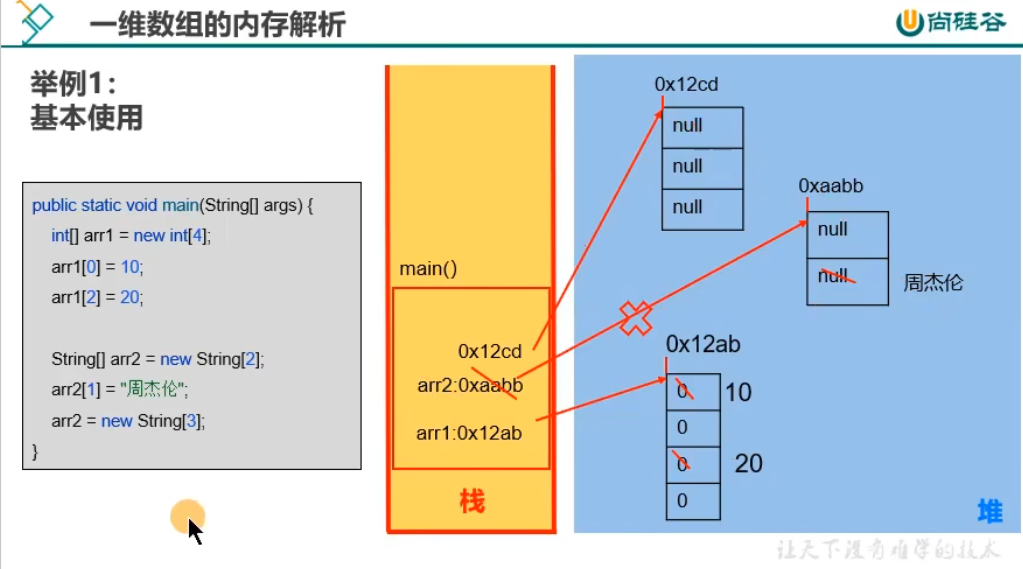 一维数组的内存解析
尚硅谷
举例1：
基本使用
public static void main(String[] args) {
int[] arr1 = new int[4];
arr1[0] = 10;
arr1[2] = 20;
String[] arr2 = new String[2];
arr2[1] = "周杰伦";
arr2 = new String[3];
}
main()
0x12cd
arr2:0xaabb
arr1:0x12ab
栈
0x12cd
null
null
null
0xaabb
null
null
周杰伦
0x12ab
0
10
0
0
20
0
堆
让天下没有难学的技术